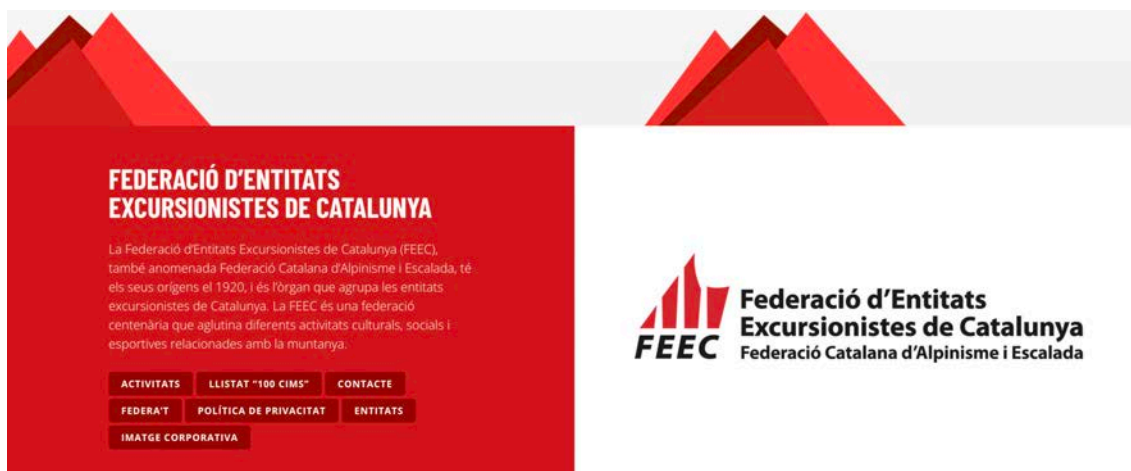 FEDERACIÓ D'ENTITATS
EXCURSIONISTES DE CATALUNYA
La Federació d'Entitats Excursionistes de Catalunya (FEEC),
també anomenada Federació Catalana d'Alpinisme i Escalada, té
els seus orígens el 1920, i és l'òrgan que agrupa les entitats
excursionistes de Catalunya. La FEEC és una federació
centenària que aglutina diferents activitats culturals, socials i
esportives relacionades amb la muntanya.
ACTIVITATS LLISTAT "100 CIMS" CONTACTE
FEDERA'T POLÍTICA DE PRIVACITAT ENTITATS
IMATGE CORPORATIVA
FEEC
Federació d'Entitats
Excursionistes de Catalunya
Federació Catalana d'Alpinisme i Escalada